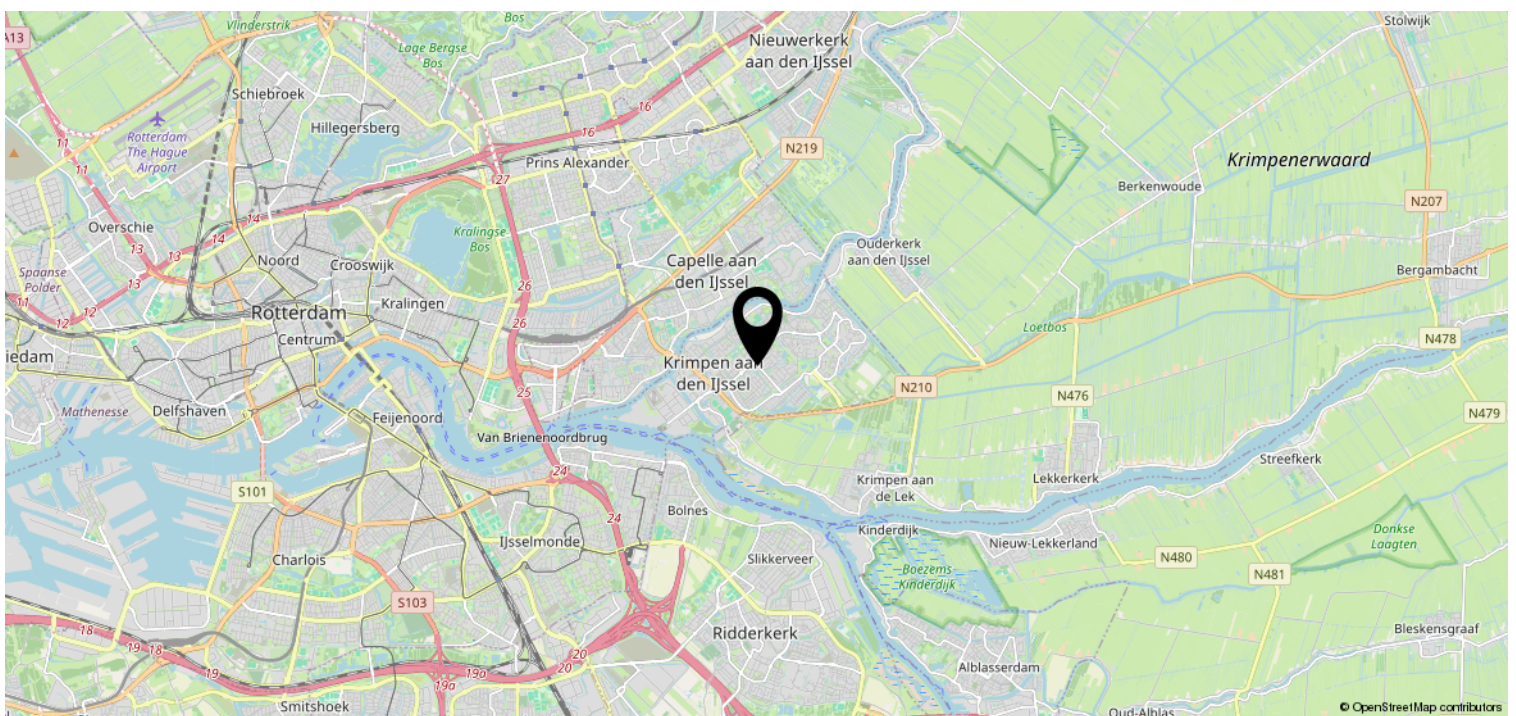 Vlinderstrik
Bos
Stolwijk
A13
Lage Bergse
Bos
Nieuwerkerk
aan den IJssel
Schiebroek
16
Hillegersberg
16
Rotterdam
The Hague
Airport
11
11
N219
Prins Alexander
Krimpenerwaard
27
Berkenwoude
N207
Overschie
14
14
13
13
13
Kralingse
Bos
Ouderkerk
aan den IJssel
Noord
Crooswijk
Capelle aan
den IJssel
Bergambacht
Spaanse
Polder
11
12
12
26
26
Kralingen
Rotterdam
Centrum
Loetbos
N478
iedam
Krimpen aan
den IJssel
25
25
N210
N476
Mathenesse
Delfshaven
Feijenoord
N479
Van Brienenoordbrug
24
Streefkerk
S101
Krimpen aan
de Lek
Lekkerkerk
24
Bolnes
Kinderdijk
Donkse
Laagten
IJsselmonde
Nieuw-Lekkerland
Charlois
Slikkerveer
N480
Boezems
Kinderdijk
N481
S103
18
19
18
19
19a
19a
20
20
Ridderkerk
Bleskensgraaf
Alblasserdam
Smitshoek
Oud-Alblas
© OpenStreetMap contributors